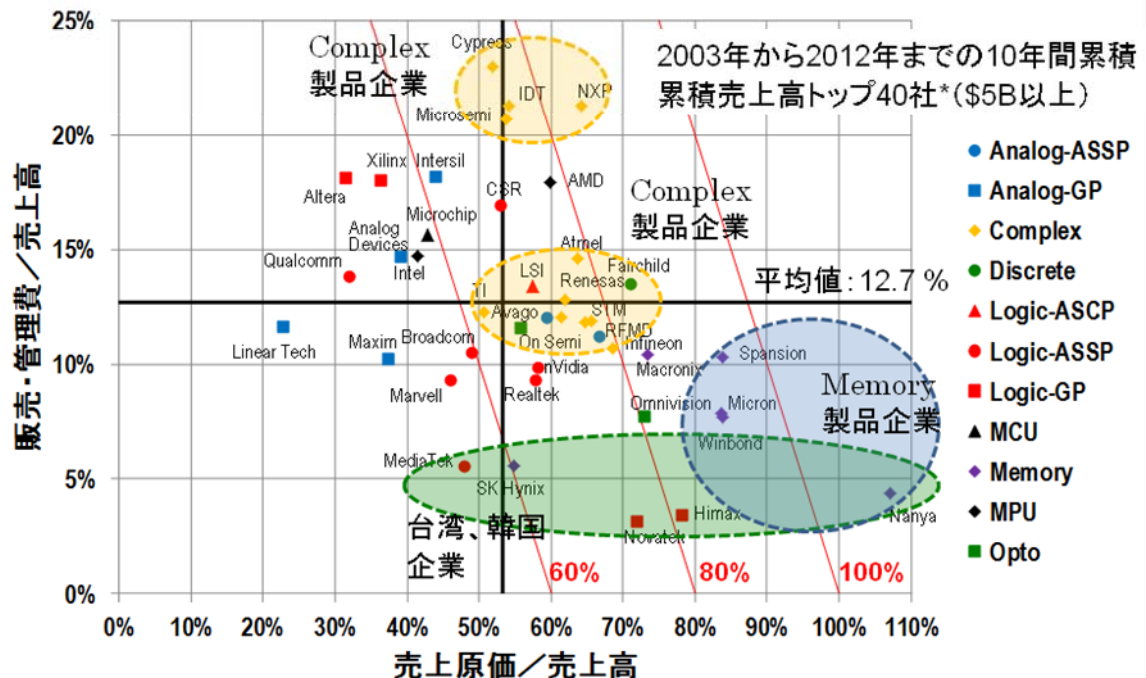 25%
20%
15%
10%
5%
0%
販売・管理費／売上高
0%
10%
20%
30%
40%
50%
60%
70%
80%
90%
100%
110%
売上原価／売上高
2003年から2012年までの10年間累積
累積売上高トップ40社*（$5B以上）
Complex
製品企業
Cypress
IDT
NXP
Microsemi
Xilinx
Intersil
Altera
CSR
AMD
Microchip
Analog
Devices
Intel
Qualcomm
Complex
製品企業
Atmel
LSI
Renesas
Fairchild
平均値：12.7 %
TI
Avago
STM
On Semi
RFMD
Infineon
Linear Tech
Maxim
Broadcom
nVidia
Macronix
Spansion
Marvell
Realtek
Omnivision
Micron
Memory
製品企業
Winbond
MediaTek
SK Hynix
台湾、韓国
企業
Novatek
Himax
Nanya
60%
80%
100%
Analog-ASSP
Analog-GP
Complex
Discrete
Logic-ASCP
Logic-ASSP
Logic-GP
MCU
Memory
MPU
Opto